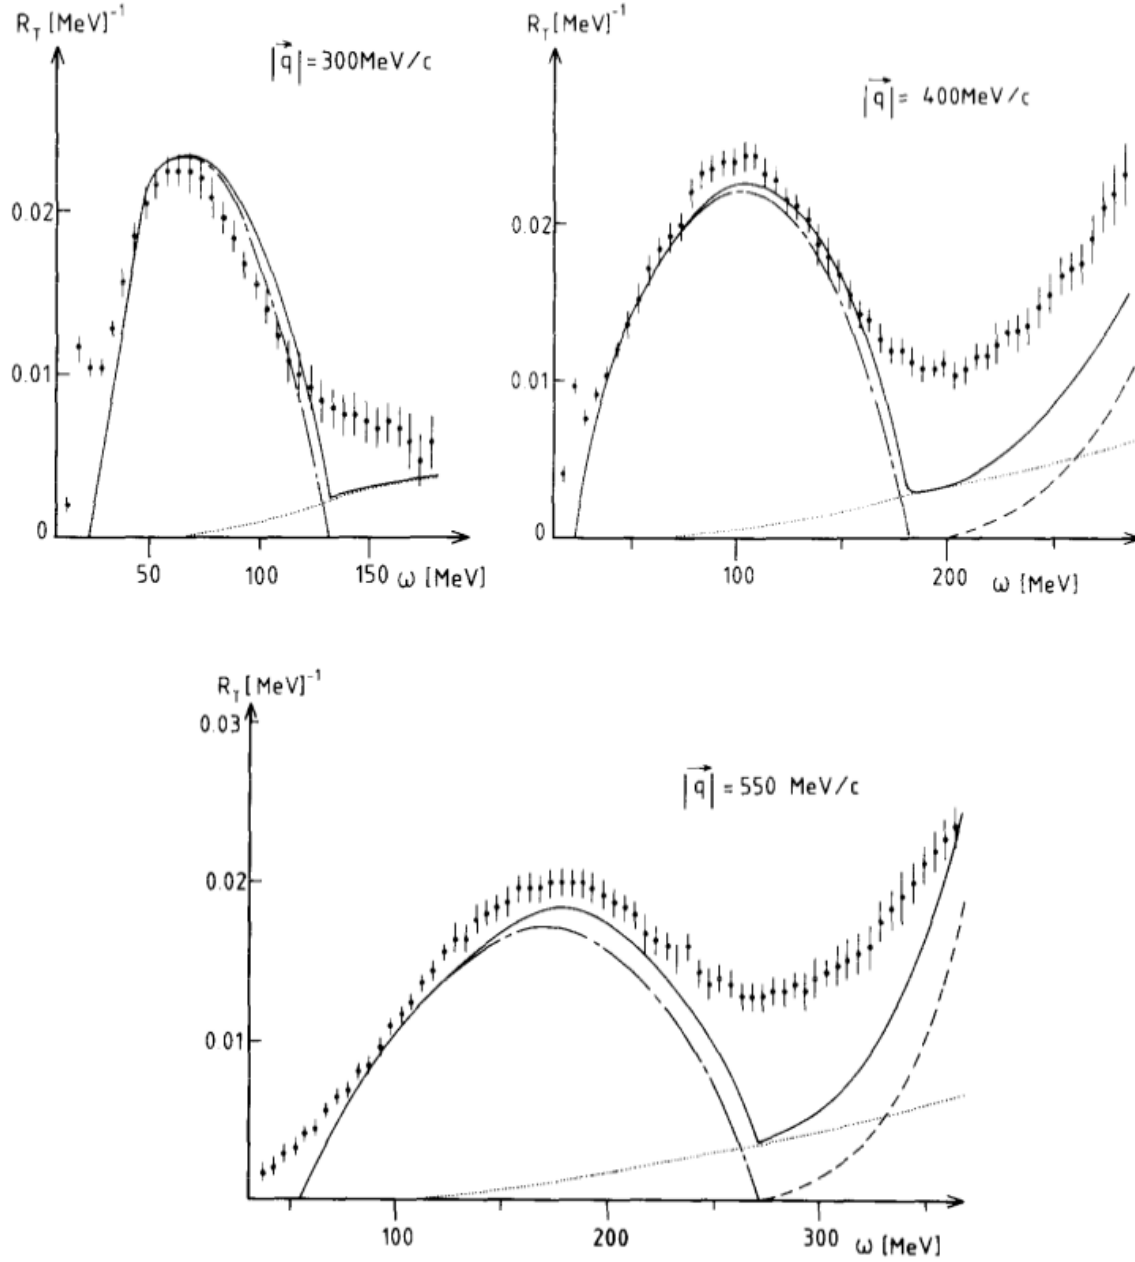 R_T [MeV]⁻¹
|q⃗| = 300MeV/c
0.02
0.01
0
50 100 150 ω [MeV]
R_T [MeV]⁻¹
|q⃗| = 400MeV/c
0.02
0.01
0
100 200 ω [MeV]
R_T [MeV]⁻¹
0.03
|q⃗| = 550 MeV/c
0.02
0.01
100 200 300 ω [MeV]